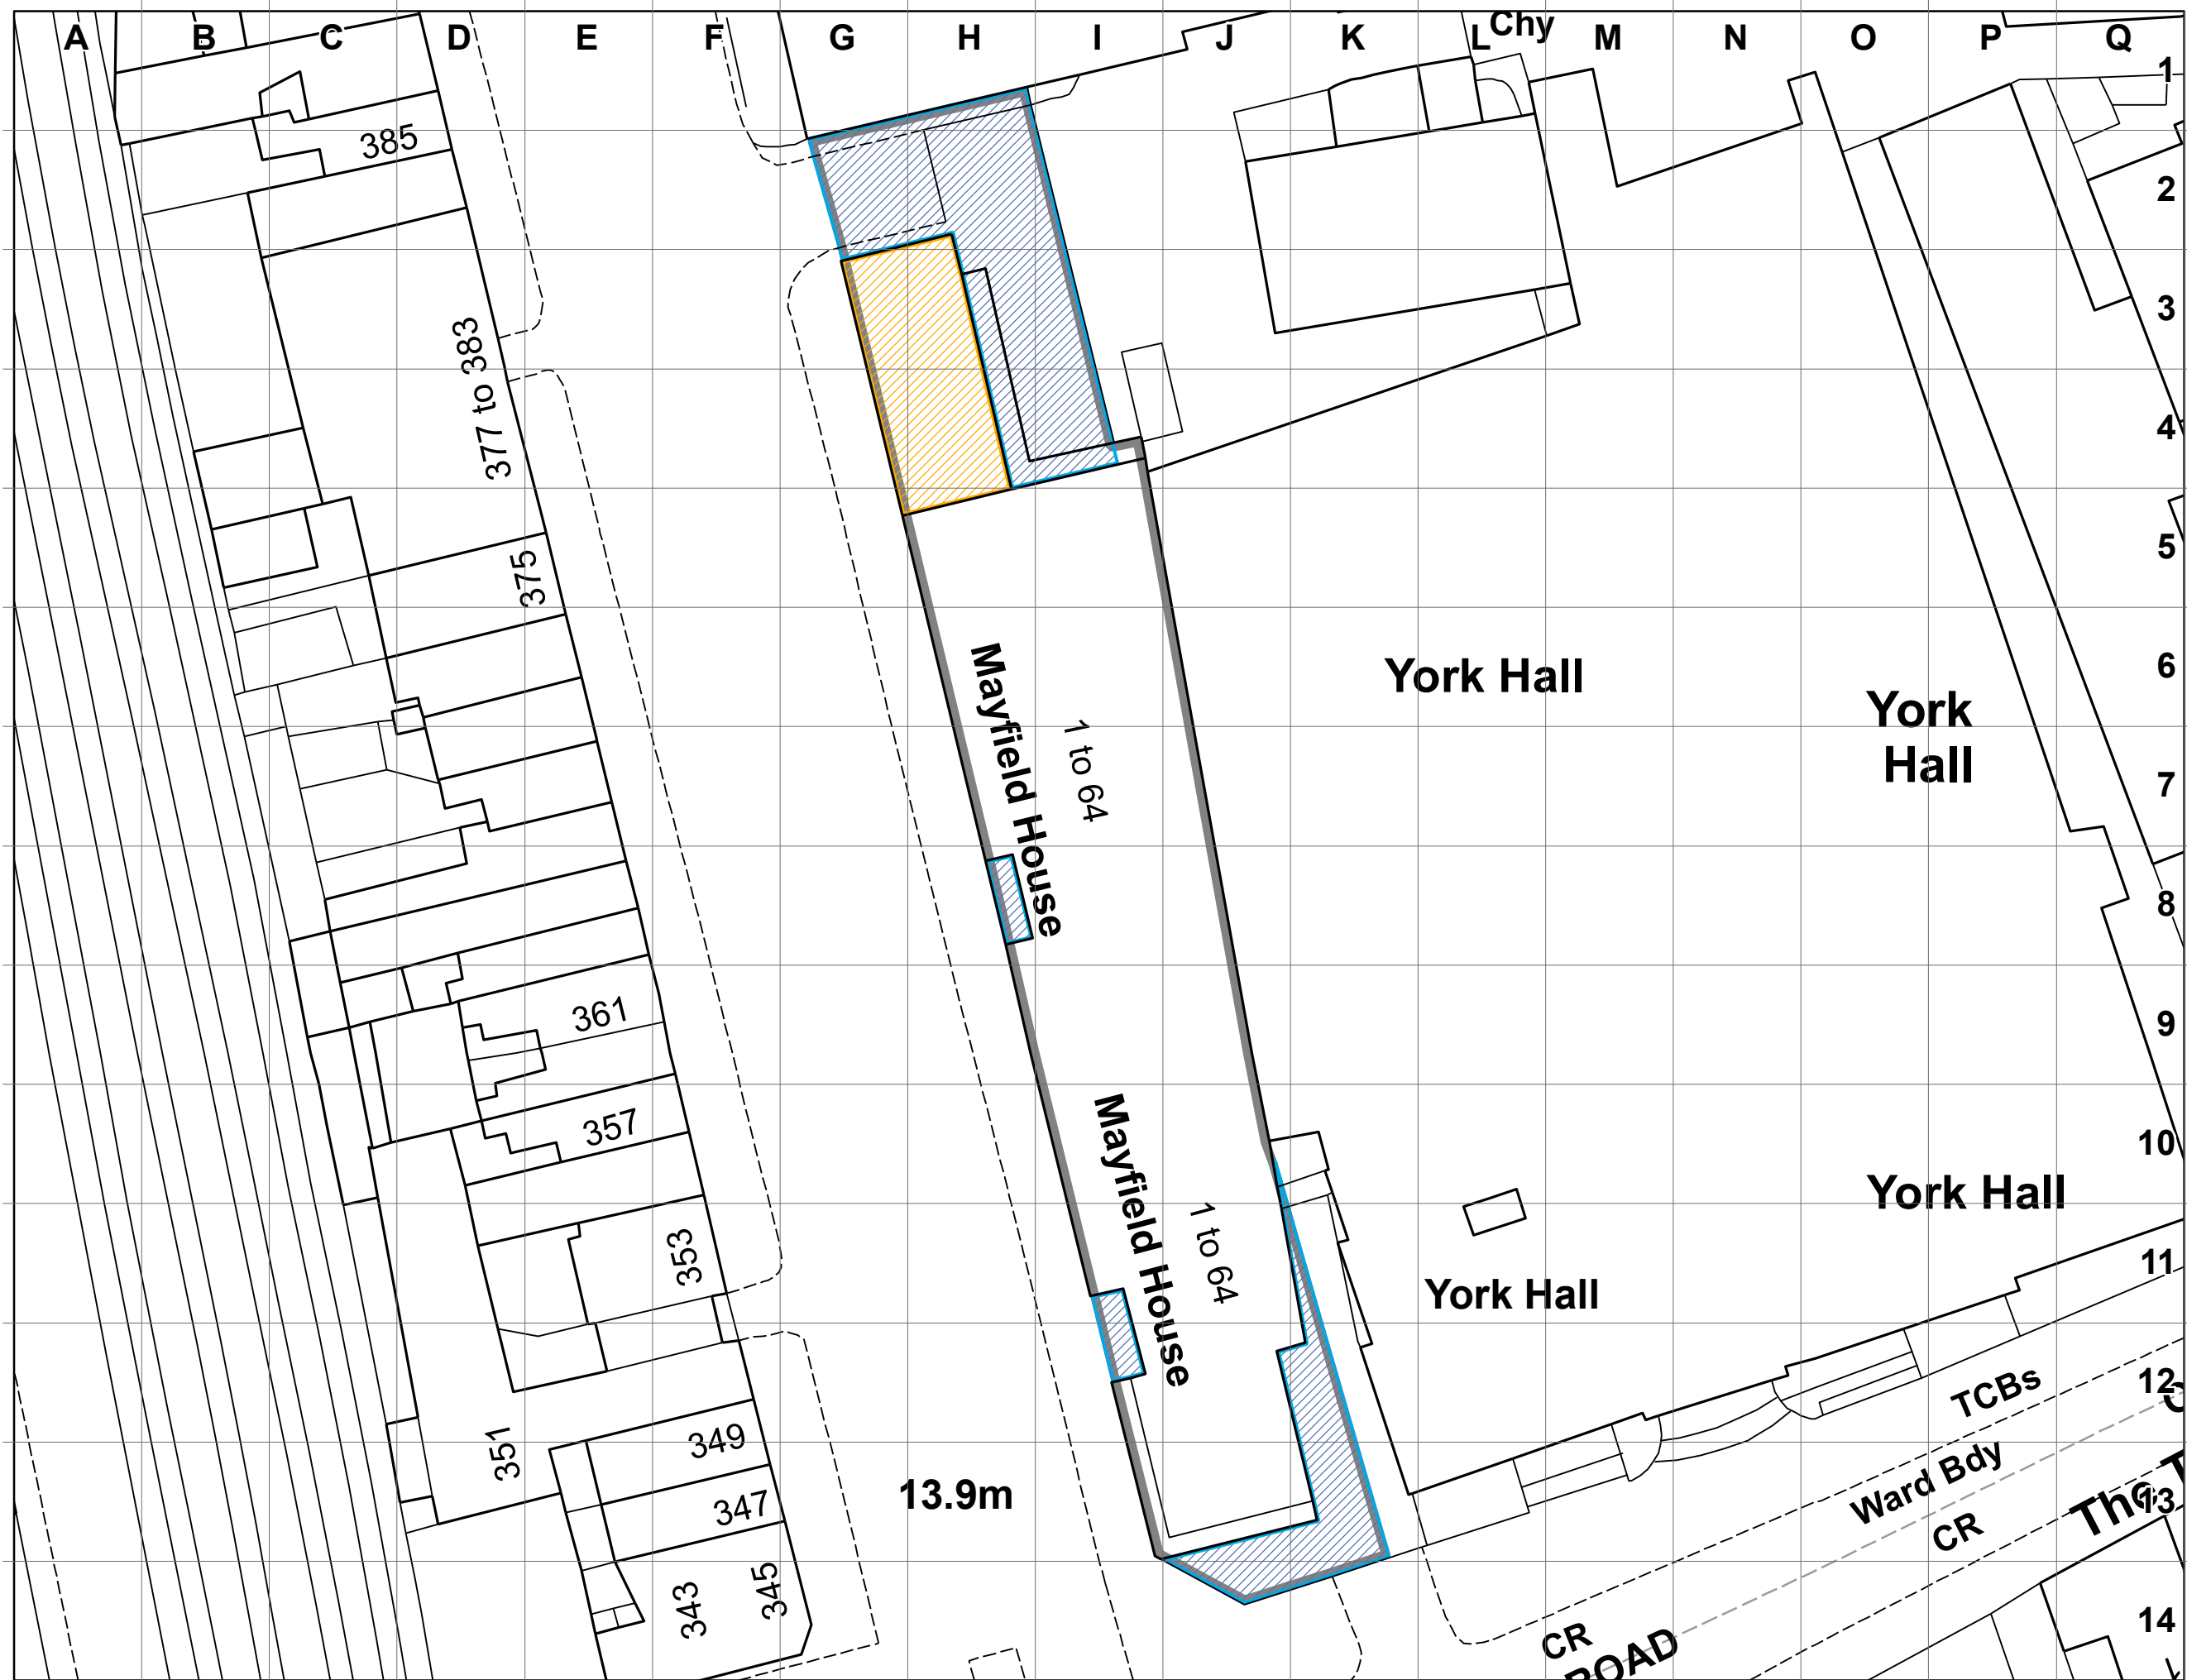 A B C D E F G H I J K L M N O P Q
Chy
1
385
2
3
377 to 383
4
5
375
6
York Hall
Mayfield House
1 to 64
York
Hall
7
8
361
9
357
10
York Hall
Mayfield House
1 to 64
353
11
York Hall
12
TCBs
351
349
13.9m
347
Ward Bdy
13
CR
The
343
345
14
CR
ROAD